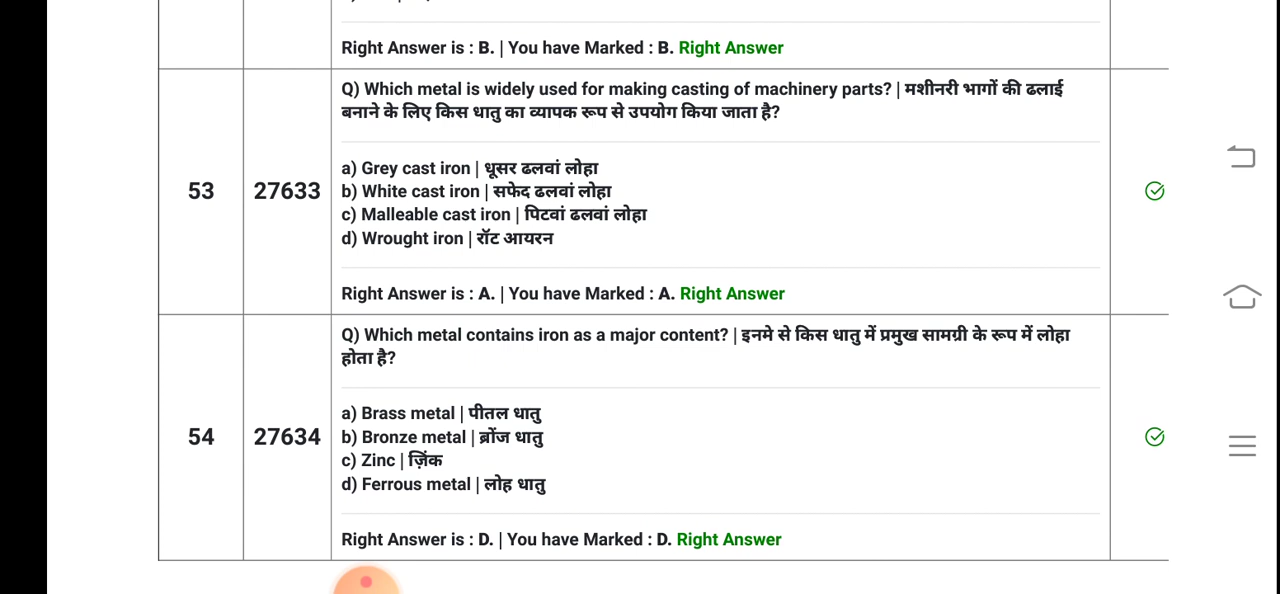 Right Answer is : B. | You have Marked : B. Right Answer
Q) Which metal is widely used for making casting of machinery parts? | मशीनरी भागों की ढलाई
बनाने के लिए किस धातु का व्यापक रूप से उपयोग किया जाता है?
a) Grey cast iron | धूसर ढलवां लोहा
53 27633 b) White cast iron | सफेद ढलवां लोहा
c) Malleable cast iron | पिटवां ढलवां लोहा
d) Wrought iron | रॉट आयरन
Right Answer is : A. | You have Marked : A. Right Answer
Q) Which metal contains iron as a major content? | इनमे से किस धातु में प्रमुख सामग्री के रूप में लोहा
होता है?
a) Brass metal | पीतल धातु
54 27634 b) Bronze metal | ब्रोंज धातु
c) Zinc | ज़िंक
d) Ferrous metal | लोह धातु
Right Answer is : D. | You have Marked : D. Right Answer